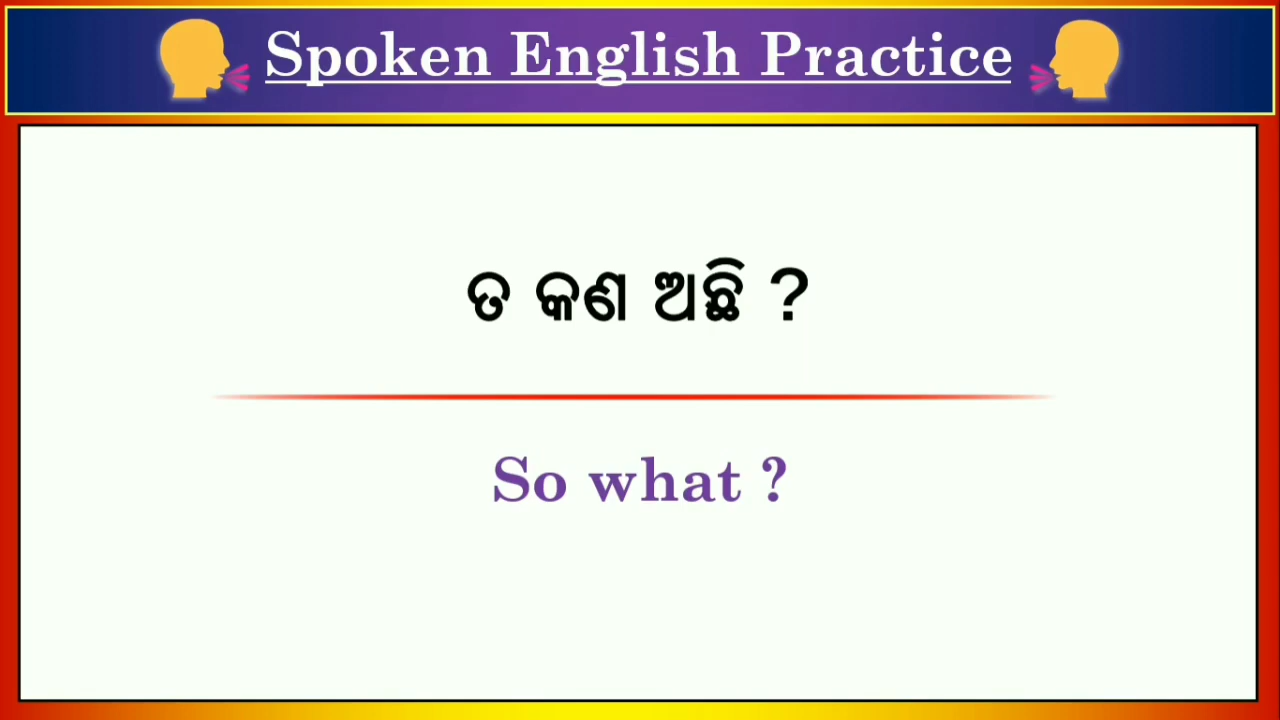 Spoken English Practice
ତ କଣ ଅଛି ?
So what ?